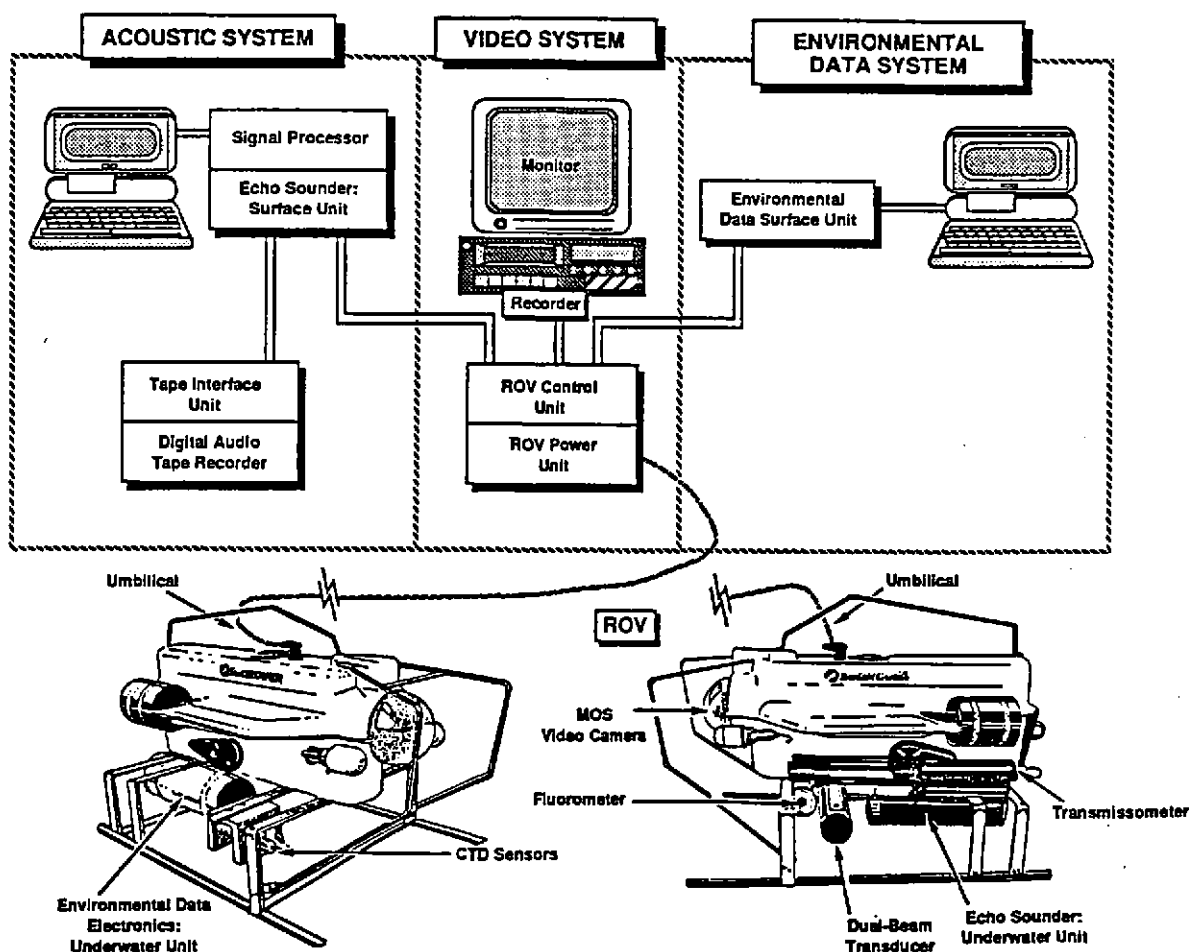 ACOUSTIC SYSTEM
VIDEO SYSTEM
ENVIRONMENTAL
DATA SYSTEM
Signal Processor
Echo Sounder:
Surface Unit
Monitor
Recorder
Environmental
Data Surface Unit
Tape Interface
Unit
Digital Audio
Tape Recorder
ROV Control
Unit
ROV Power
Unit
Umbilical
ROV
Umbilical
MOS
Video Camera
Fluorometer
Transmissometer
CTD Sensors
Environmental Data
Electronics:
Underwater Unit
Dual-Beam
Transducer
Echo Sounder:
Underwater Unit